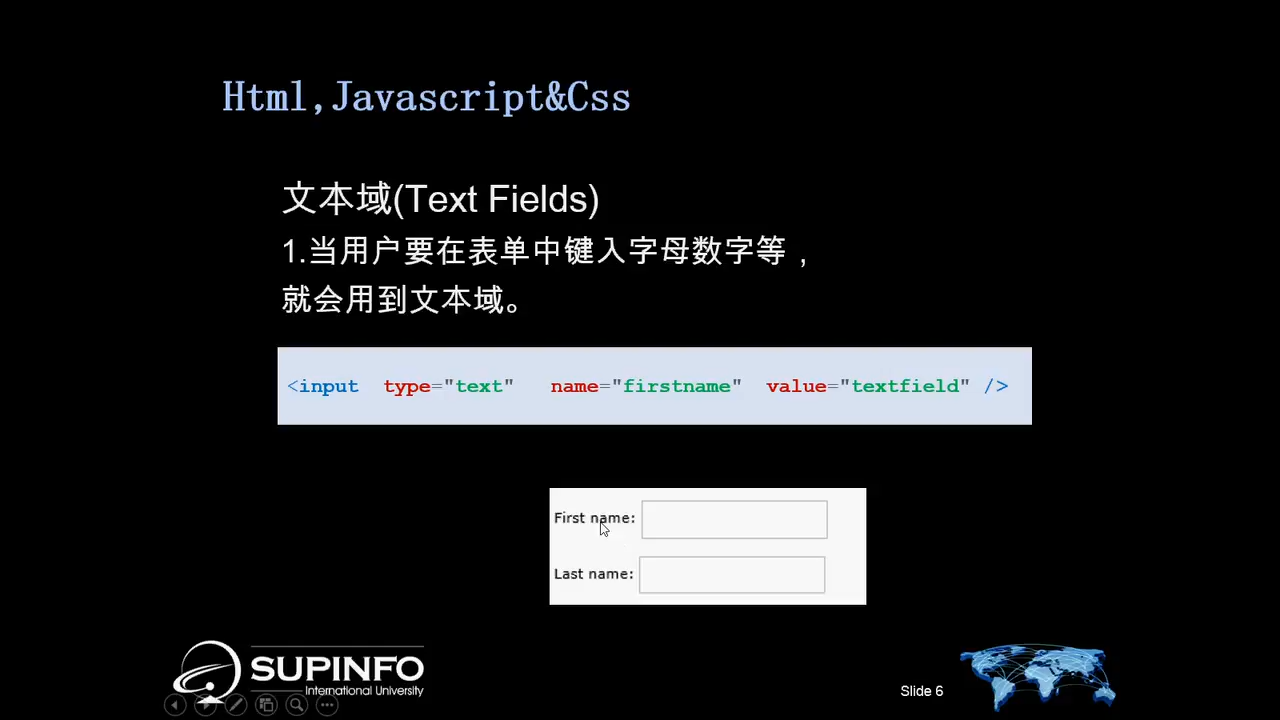 Html,Javascript&Css
文本域(Text Fields)
1.当用户要在表单中键入字母数字等，
就会用到文本域。
<input type="text" name="firstname" value="textfield" />
First name:
Last name:
SUPINFO
International University
Slide 6